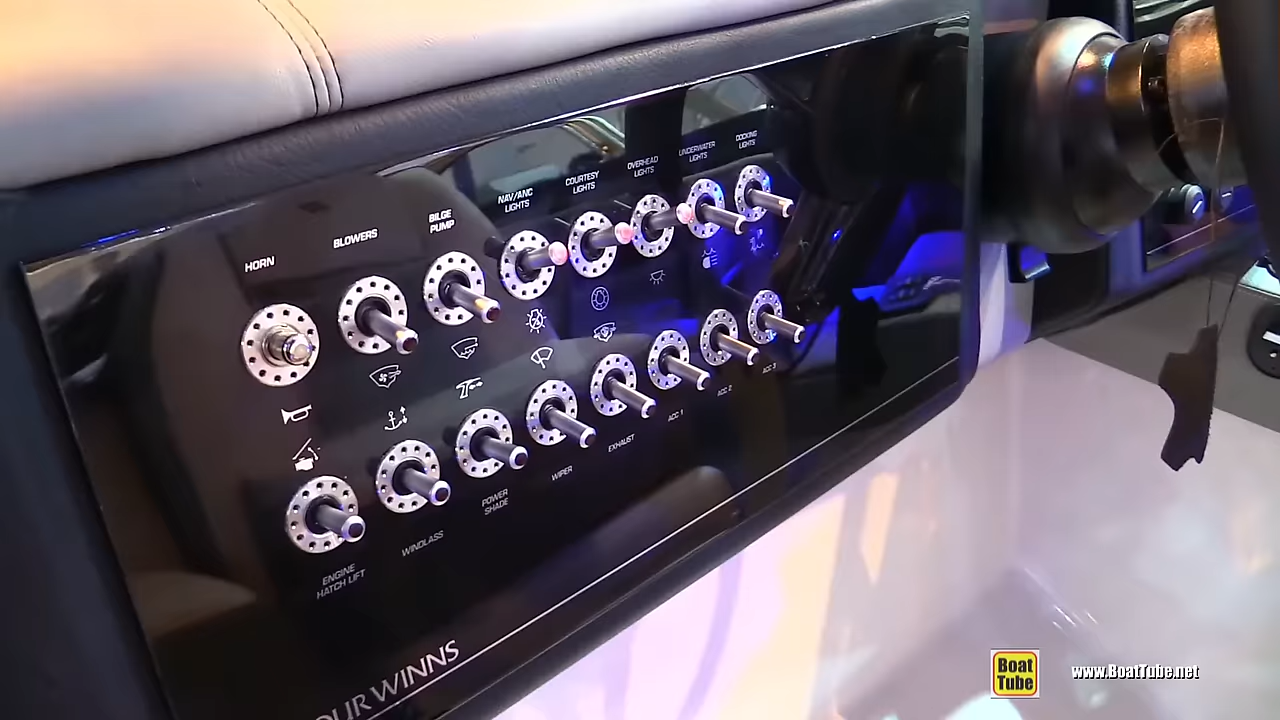 HORN
BLOWERS
BILGE
PUMP
NAV/ANC
LIGHTS
COURTESY
LIGHTS
OVERHEAD
LIGHTS
UNDERWATER
LIGHTS
DOCKING
LIGHTS
ENGINE
HATCH LIFT
WINDLASS
POWER
SHADE
WIPER
EXHAUST
ACC 1
ACC 2
ACC 3
OUR WINNS
Boat
Tube
www.BoatTube.net